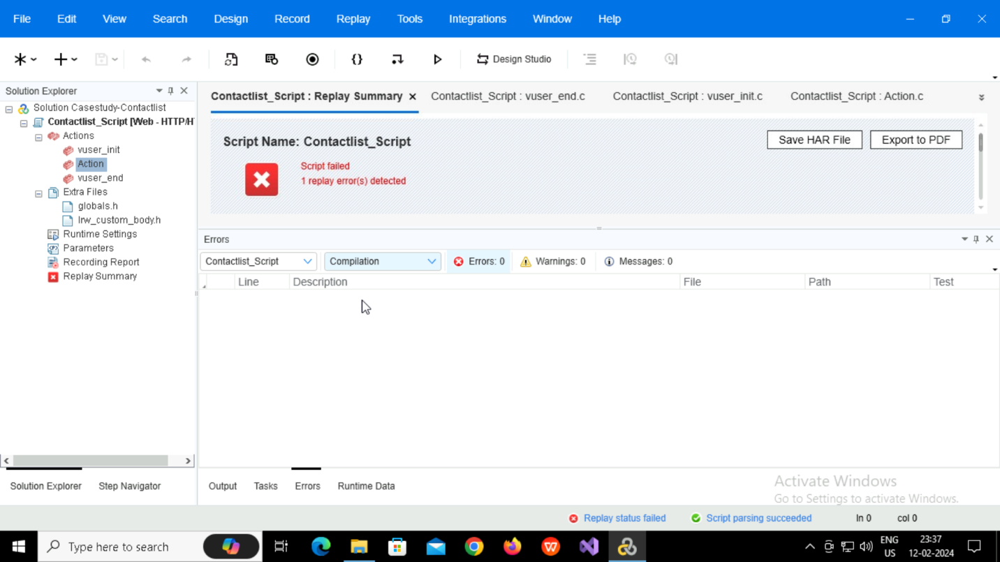 File Edit View Search Design Record Replay Tools Integrations Window Help
{} Design Studio
Solution Explorer
Solution Casestudy-Contactlist
Contactlist_Script [Web - HTTP/H
Actions
vuser_init
Action
vuser_end
Extra Files
globals.h
lrw_custom_body.h
Runtime Settings
Parameters
Recording Report
Replay Summary
Solution Explorer Step Navigator
Contactlist_Script : Replay Summary Contactlist_Script : vuser_end.c Contactlist_Script : vuser_init.c Contactlist_Script : Action.c
Script Name: Contactlist_Script
Save HAR File Export to PDF
Script failed
1 replay error(s) detected
Errors
Contactlist_Script Compilation Errors: 0 Warnings: 0 Messages: 0
Line Description File Path Test
Output Tasks Errors Runtime Data
Activate Windows
Go to Settings to activate Windows.
Replay status failed Script parsing succeeded ln 0 col 0
Type here to search
ENG
US
23:37
12-02-2024